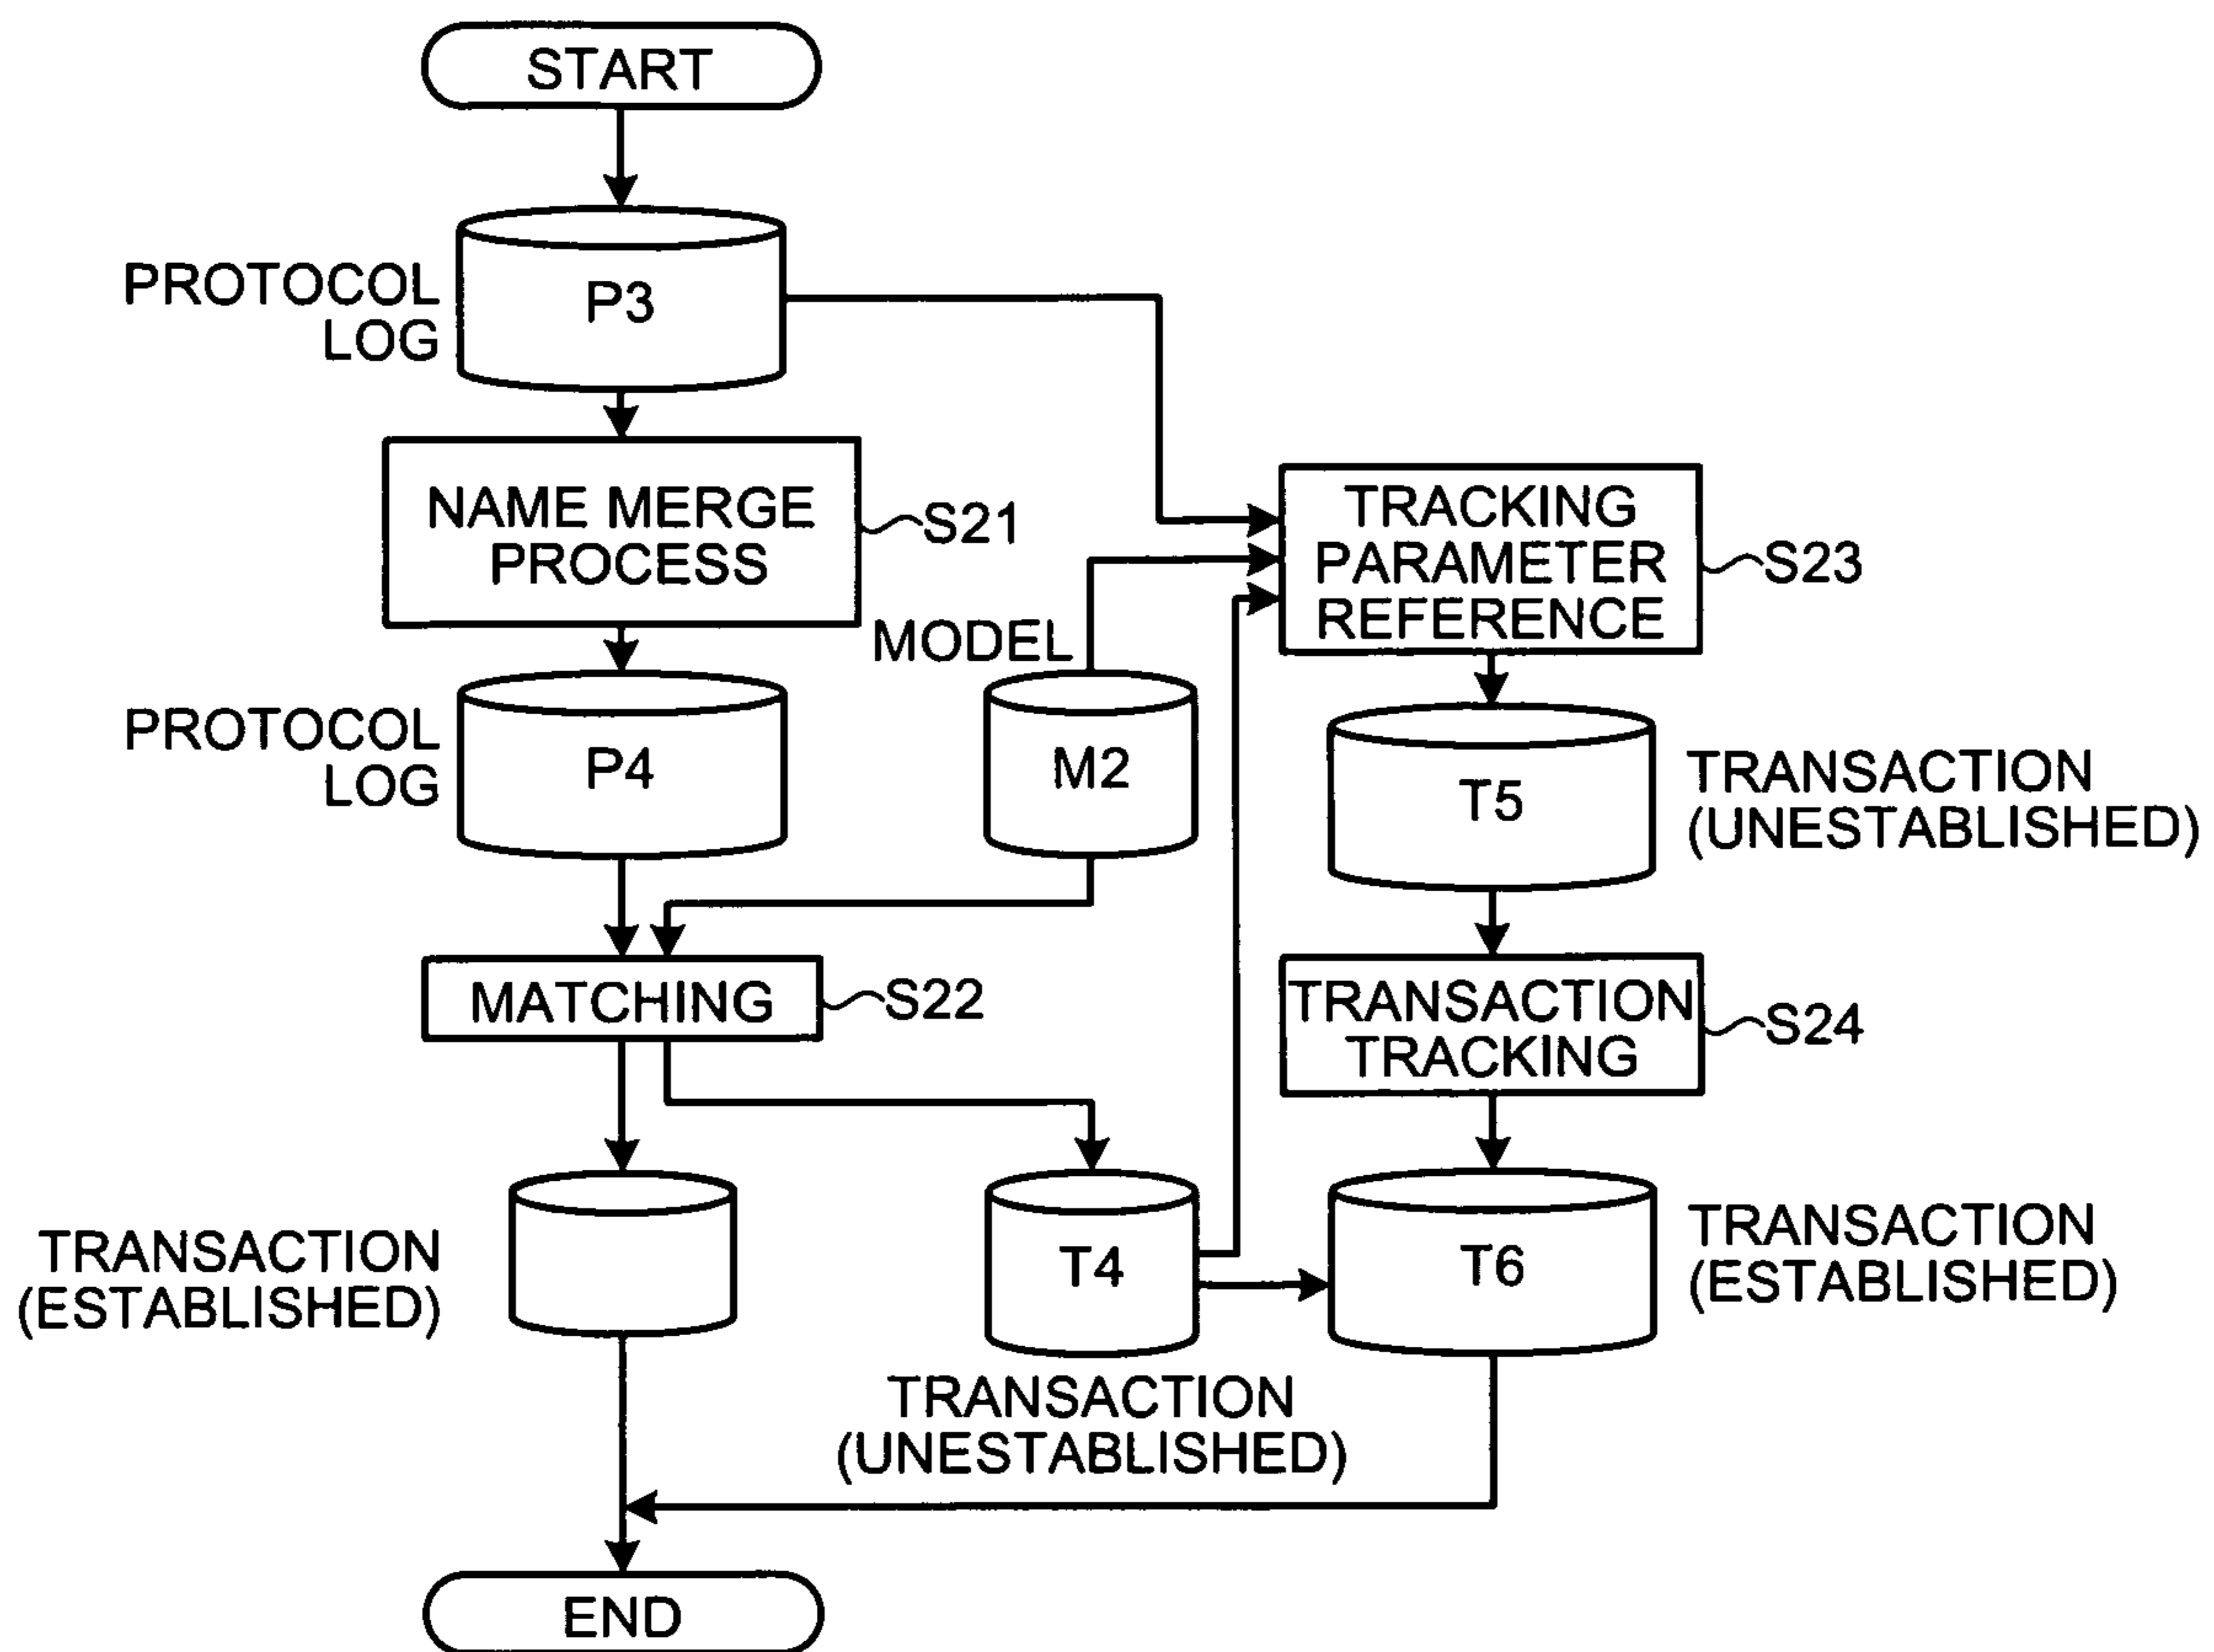 START
PROTOCOL
LOG
P3
NAME MERGE
PROCESS
S21
TRACKING
PARAMETER
REFERENCE
S23
MODEL
PROTOCOL
LOG
P4
M2
T5
TRANSACTION
(UNESTABLISHED)
MATCHING
S22
TRANSACTION
TRACKING
S24
TRANSACTION
(ESTABLISHED)
T4
T6
TRANSACTION
(ESTABLISHED)
TRANSACTION
(UNESTABLISHED)
END